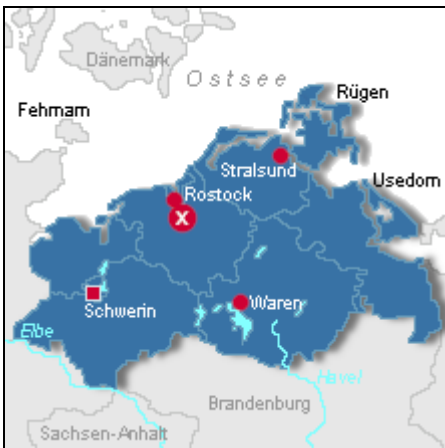 Dänemark
Ostsee
Rügen
Fehmarn
Stralsund
Usedom
Rostock
X
Schwerin
Waren
Elbe
Havel
Brandenburg
Sachsen-Anhalt